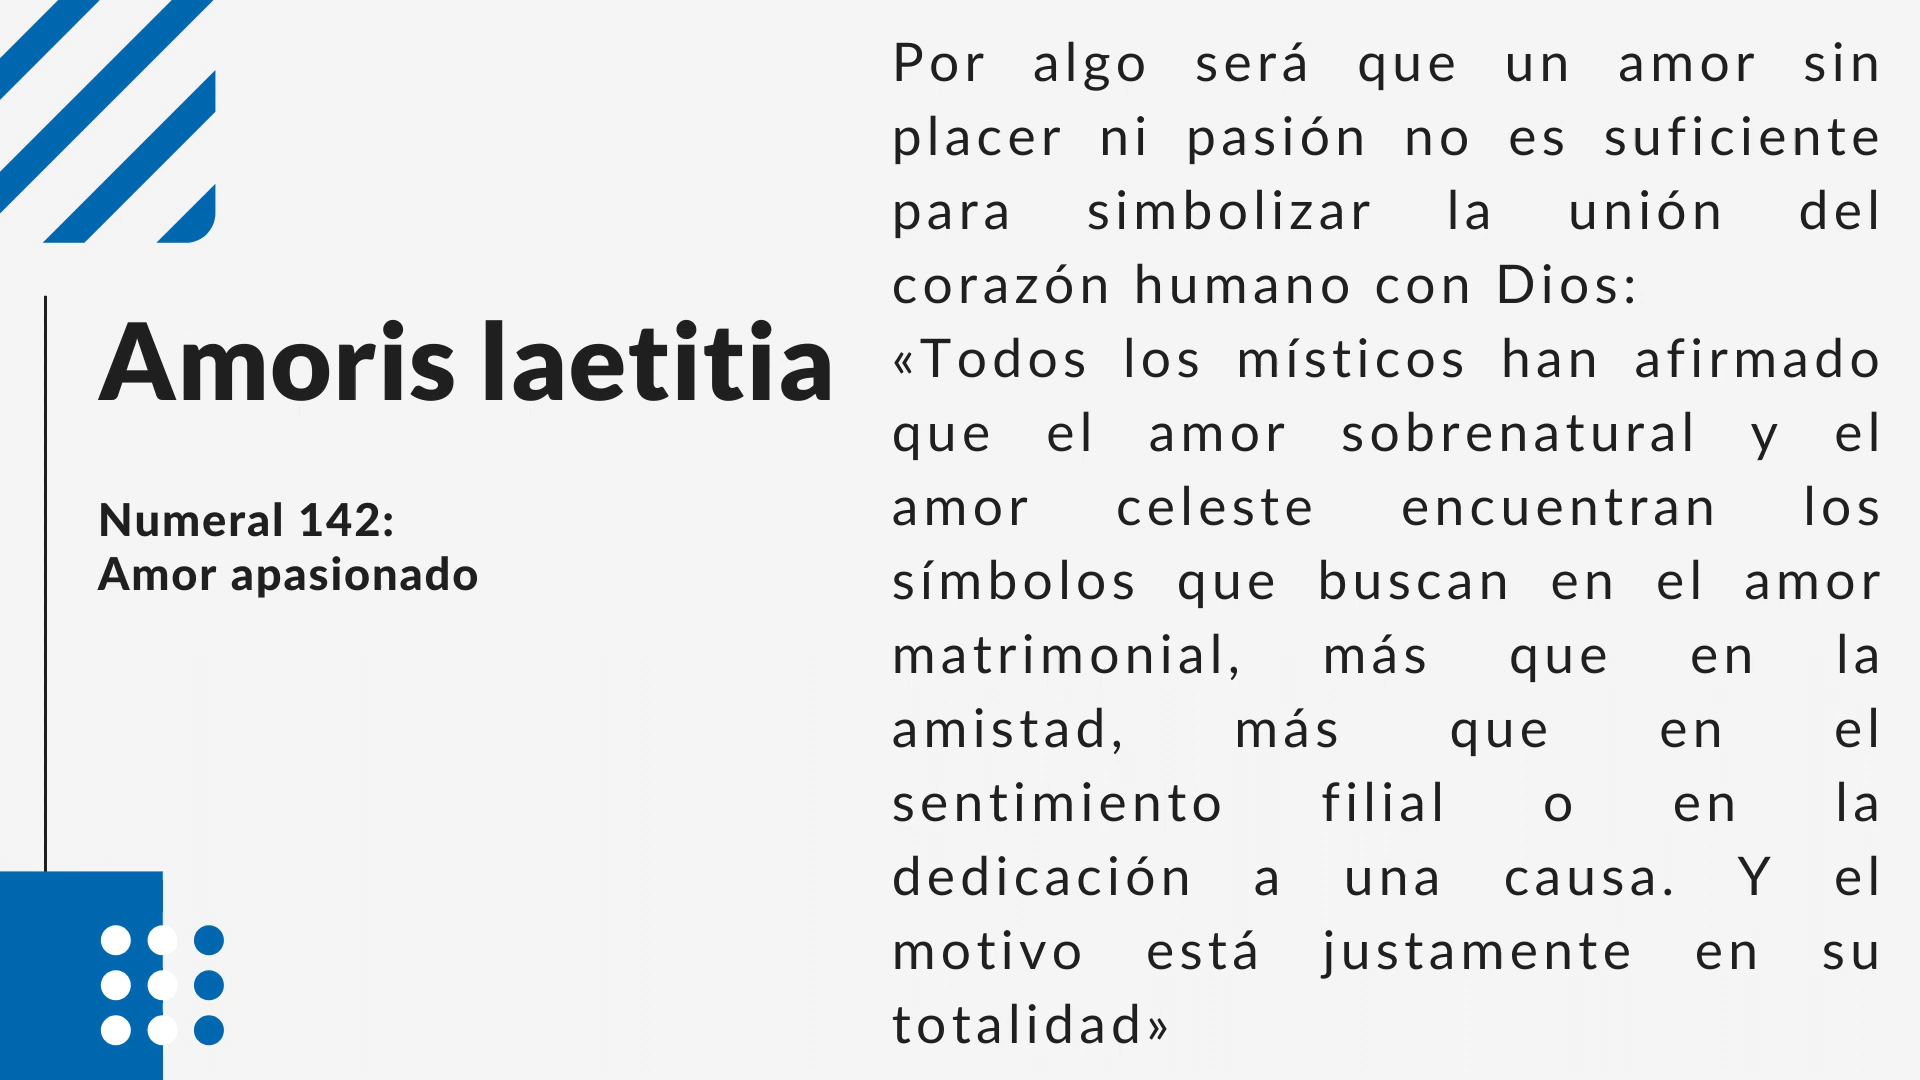 Amoris laetitia
Numeral 142:
Amor apasionado
Por algo será que un amor sin
placer ni pasión no es suficiente
para simbolizar la unión del
corazón humano con Dios:
«Todos los místicos han afirmado
que el amor sobrenatural y el
amor celeste encuentran los
símbolos que buscan en el amor
matrimonial, más que en la
amistad, más que en el
sentimiento filial o en la
dedicación a una causa. Y el
motivo está justamente en su
totalidad»